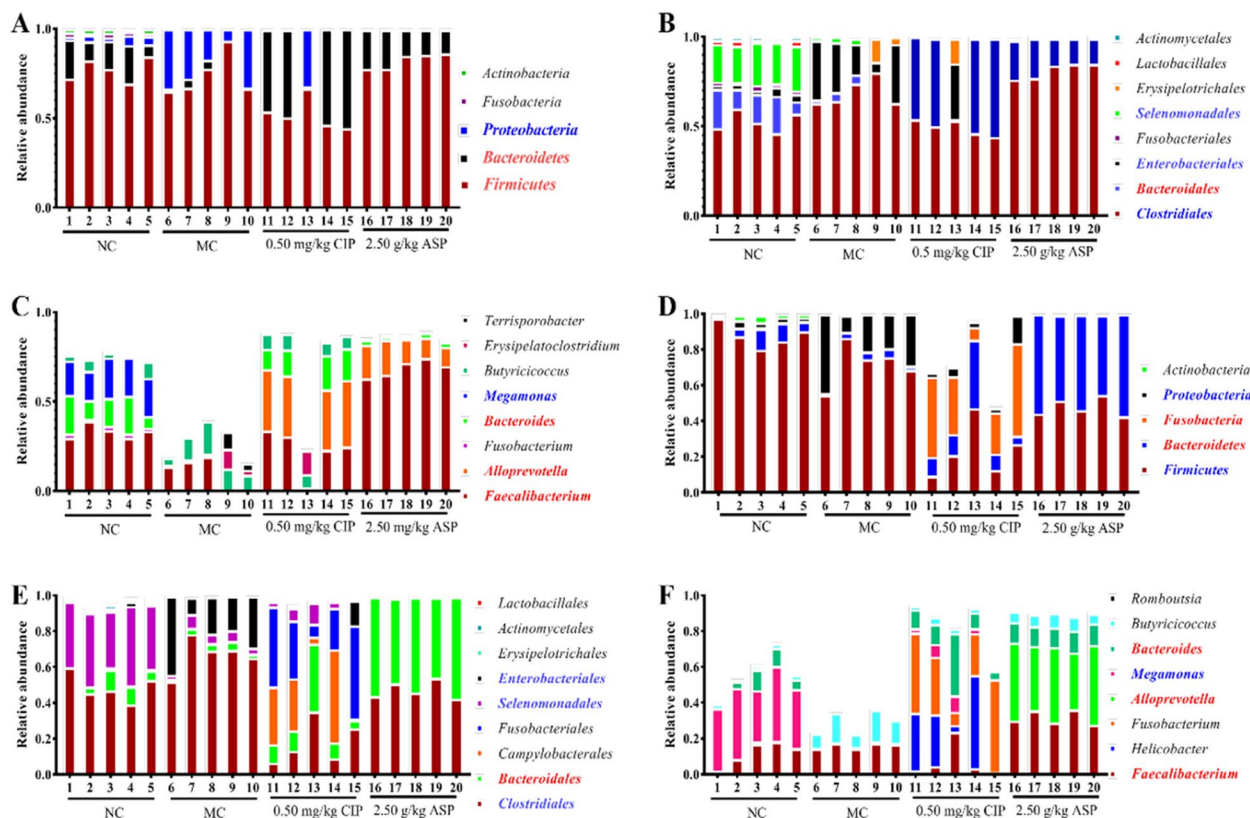 A
Relative abundance
1.0
0.5
0.0
1 2 3 4 5 6 7 8 9 10 11 12 13 14 15 16 17 18 19 20
NC MC 0.50 mg/kg CIP 2.50 g/kg ASP
Actinobacteria
Fusobacteria
Proteobacteria
Bacteroidetes
Firmicutes
B
Relative abundance
1.0
0.5
0.0
1 2 3 4 5 6 7 8 9 10 11 12 13 14 15 16 17 18 19 20
NC MC 0.5 mg/kg CIP 2.50 g/kg ASP
Actinomycetales
Lactobacillales
Erysipelotrichales
Selenomonadales
Fusobacteriales
Enterobacteriales
Bacteroidales
Clostridiales
C
Relative abundance
1.0
0.5
0.0
1 2 3 4 5 6 7 8 9 10 11 12 13 14 15 16 17 18 19 20
NC MC 0.50 mg/kg CIP 2.50 mg/kg ASP
Terrisporobacter
Erysipelatoclostridium
Butyricicoccus
Megamonas
Bacteroides
Fusobacterium
Alloprevotella
Faecalibacterium
D
Relative abundance
1.0
0.8
0.6
0.4
0.2
0.0
1 2 3 4 5 6 7 8 9 10 11 12 13 14 15 16 17 18 19 20
NC MC 0.50 mg/kg CIP 2.50 g/kg ASP
Actinobacteria
Proteobacteria
Fusobacteria
Bacteroidetes
Firmicutes
E
Relative abundance
1.0
0.8
0.6
0.4
0.2
0.0
1 2 3 4 5 6 7 8 9 10 11 12 13 14 15 16 17 18 19 20
NC MC 0.50 mg/kg CIP 2.50 g/kg ASP
Lactobacillales
Actinomycetales
Erysipelotrichales
Enterobacteriales
Selenomonadales
Fusobacteriales
Campylobacterales
Bacteroidales
Clostridiales
F
Relative abundance
1.0
0.8
0.6
0.4
0.2
0.0
1 2 3 4 5 6 7 8 9 10 11 12 13 14 15 16 17 18 19 20
NC MC 0.50 mg/kg CIP 2.50 g/kg ASP
Romboutsia
Butyricicoccus
Bacteroides
Megamonas
Alloprevotella
Fusobacterium
Helicobacter
Faecalibacterium